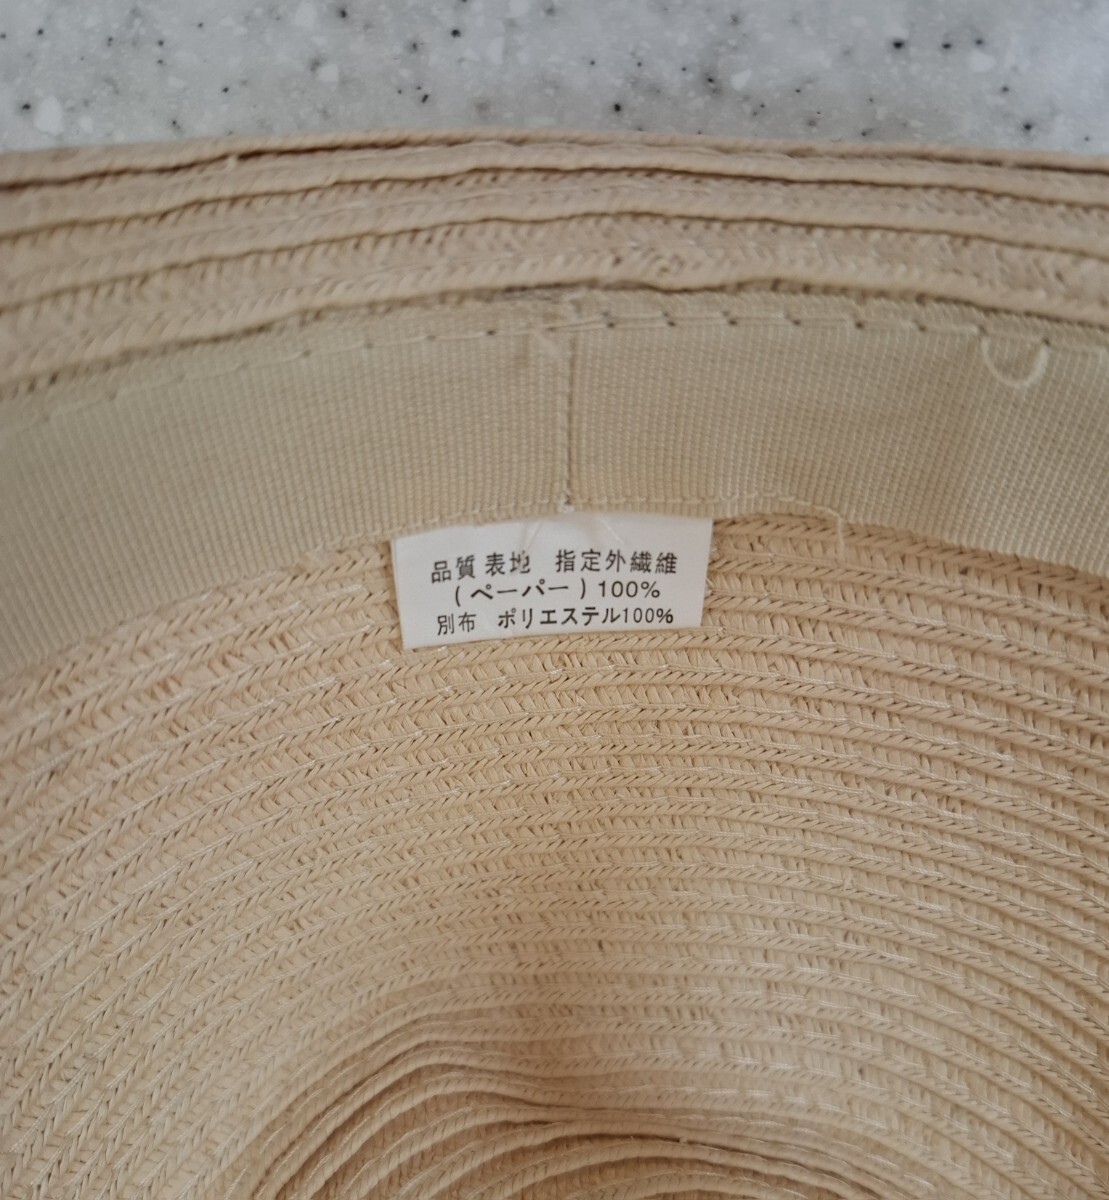 品質 表地　指定外繊維
(ペーパー) 100%
別布　ポリエステル100%